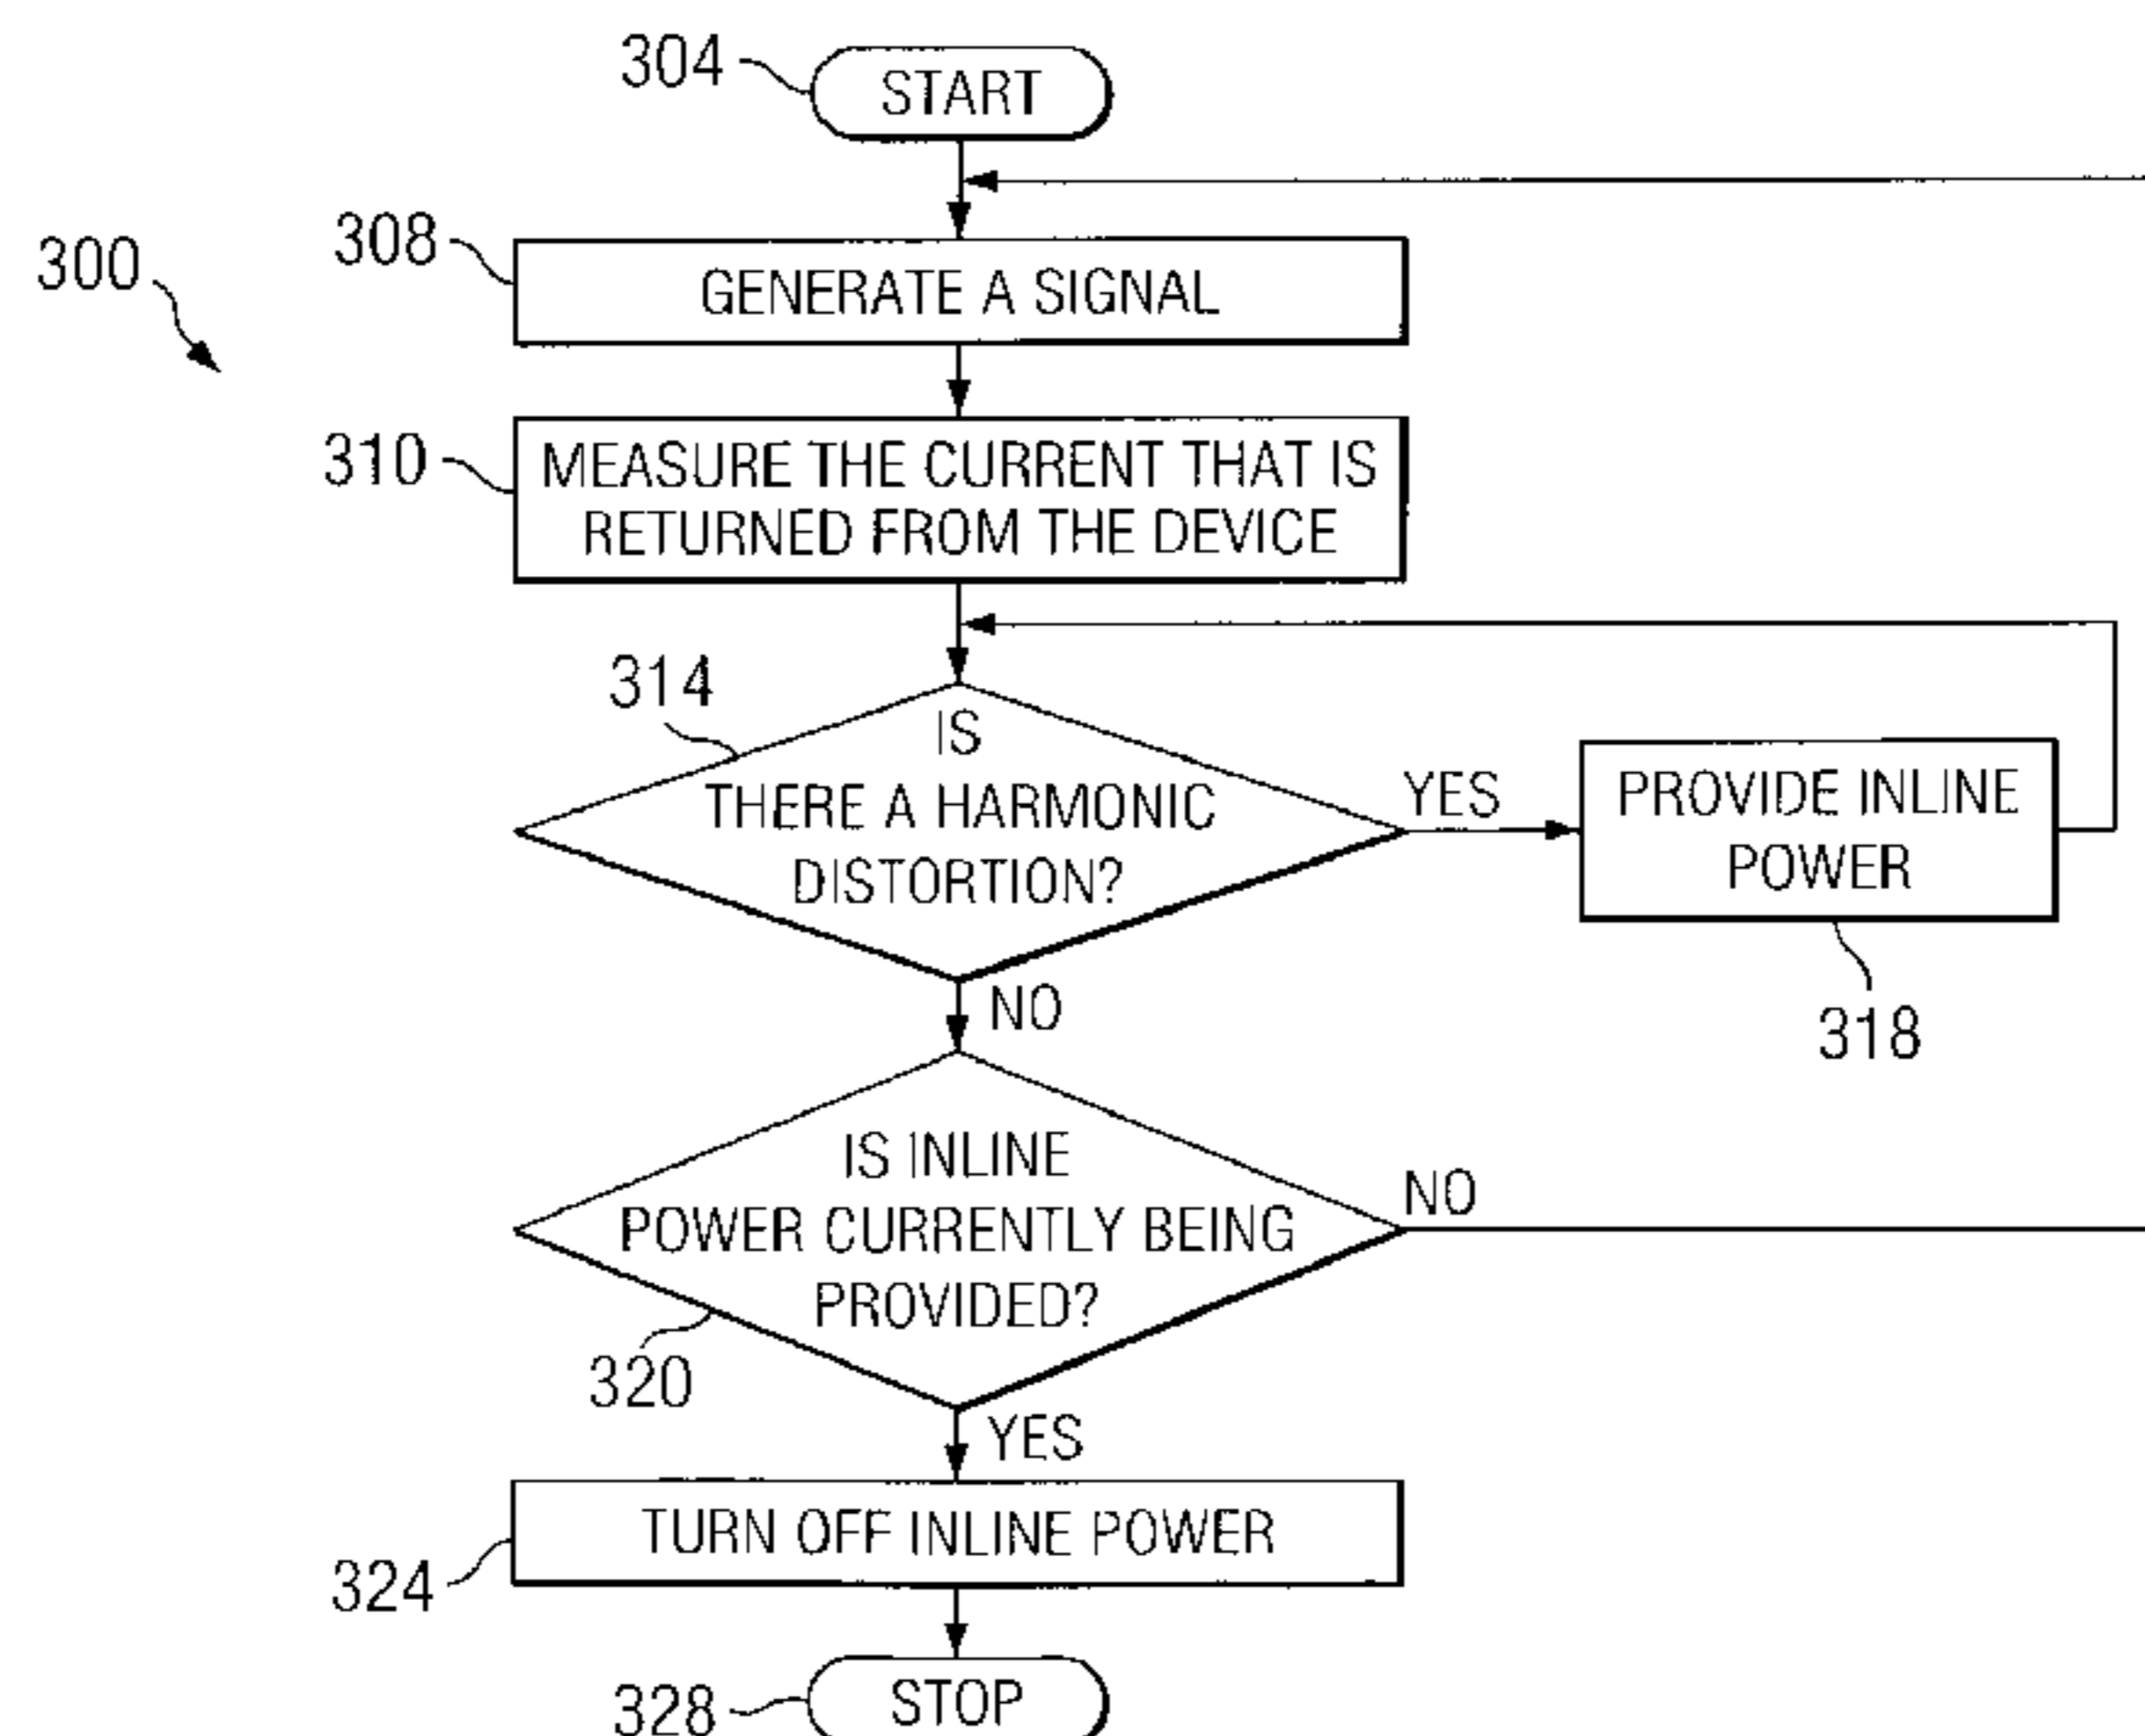 304
START
300
308
GENERATE A SIGNAL
310
MEASURE THE CURRENT THAT IS
RETURNED FROM THE DEVICE
314
IS
THERE A HARMONIC
DISTORTION?
YES
PROVIDE INLINE
POWER
318
NO
IS INLINE
POWER CURRENTLY BEING
PROVIDED?
NO
320
YES
TURN OFF INLINE POWER
324
STOP
328